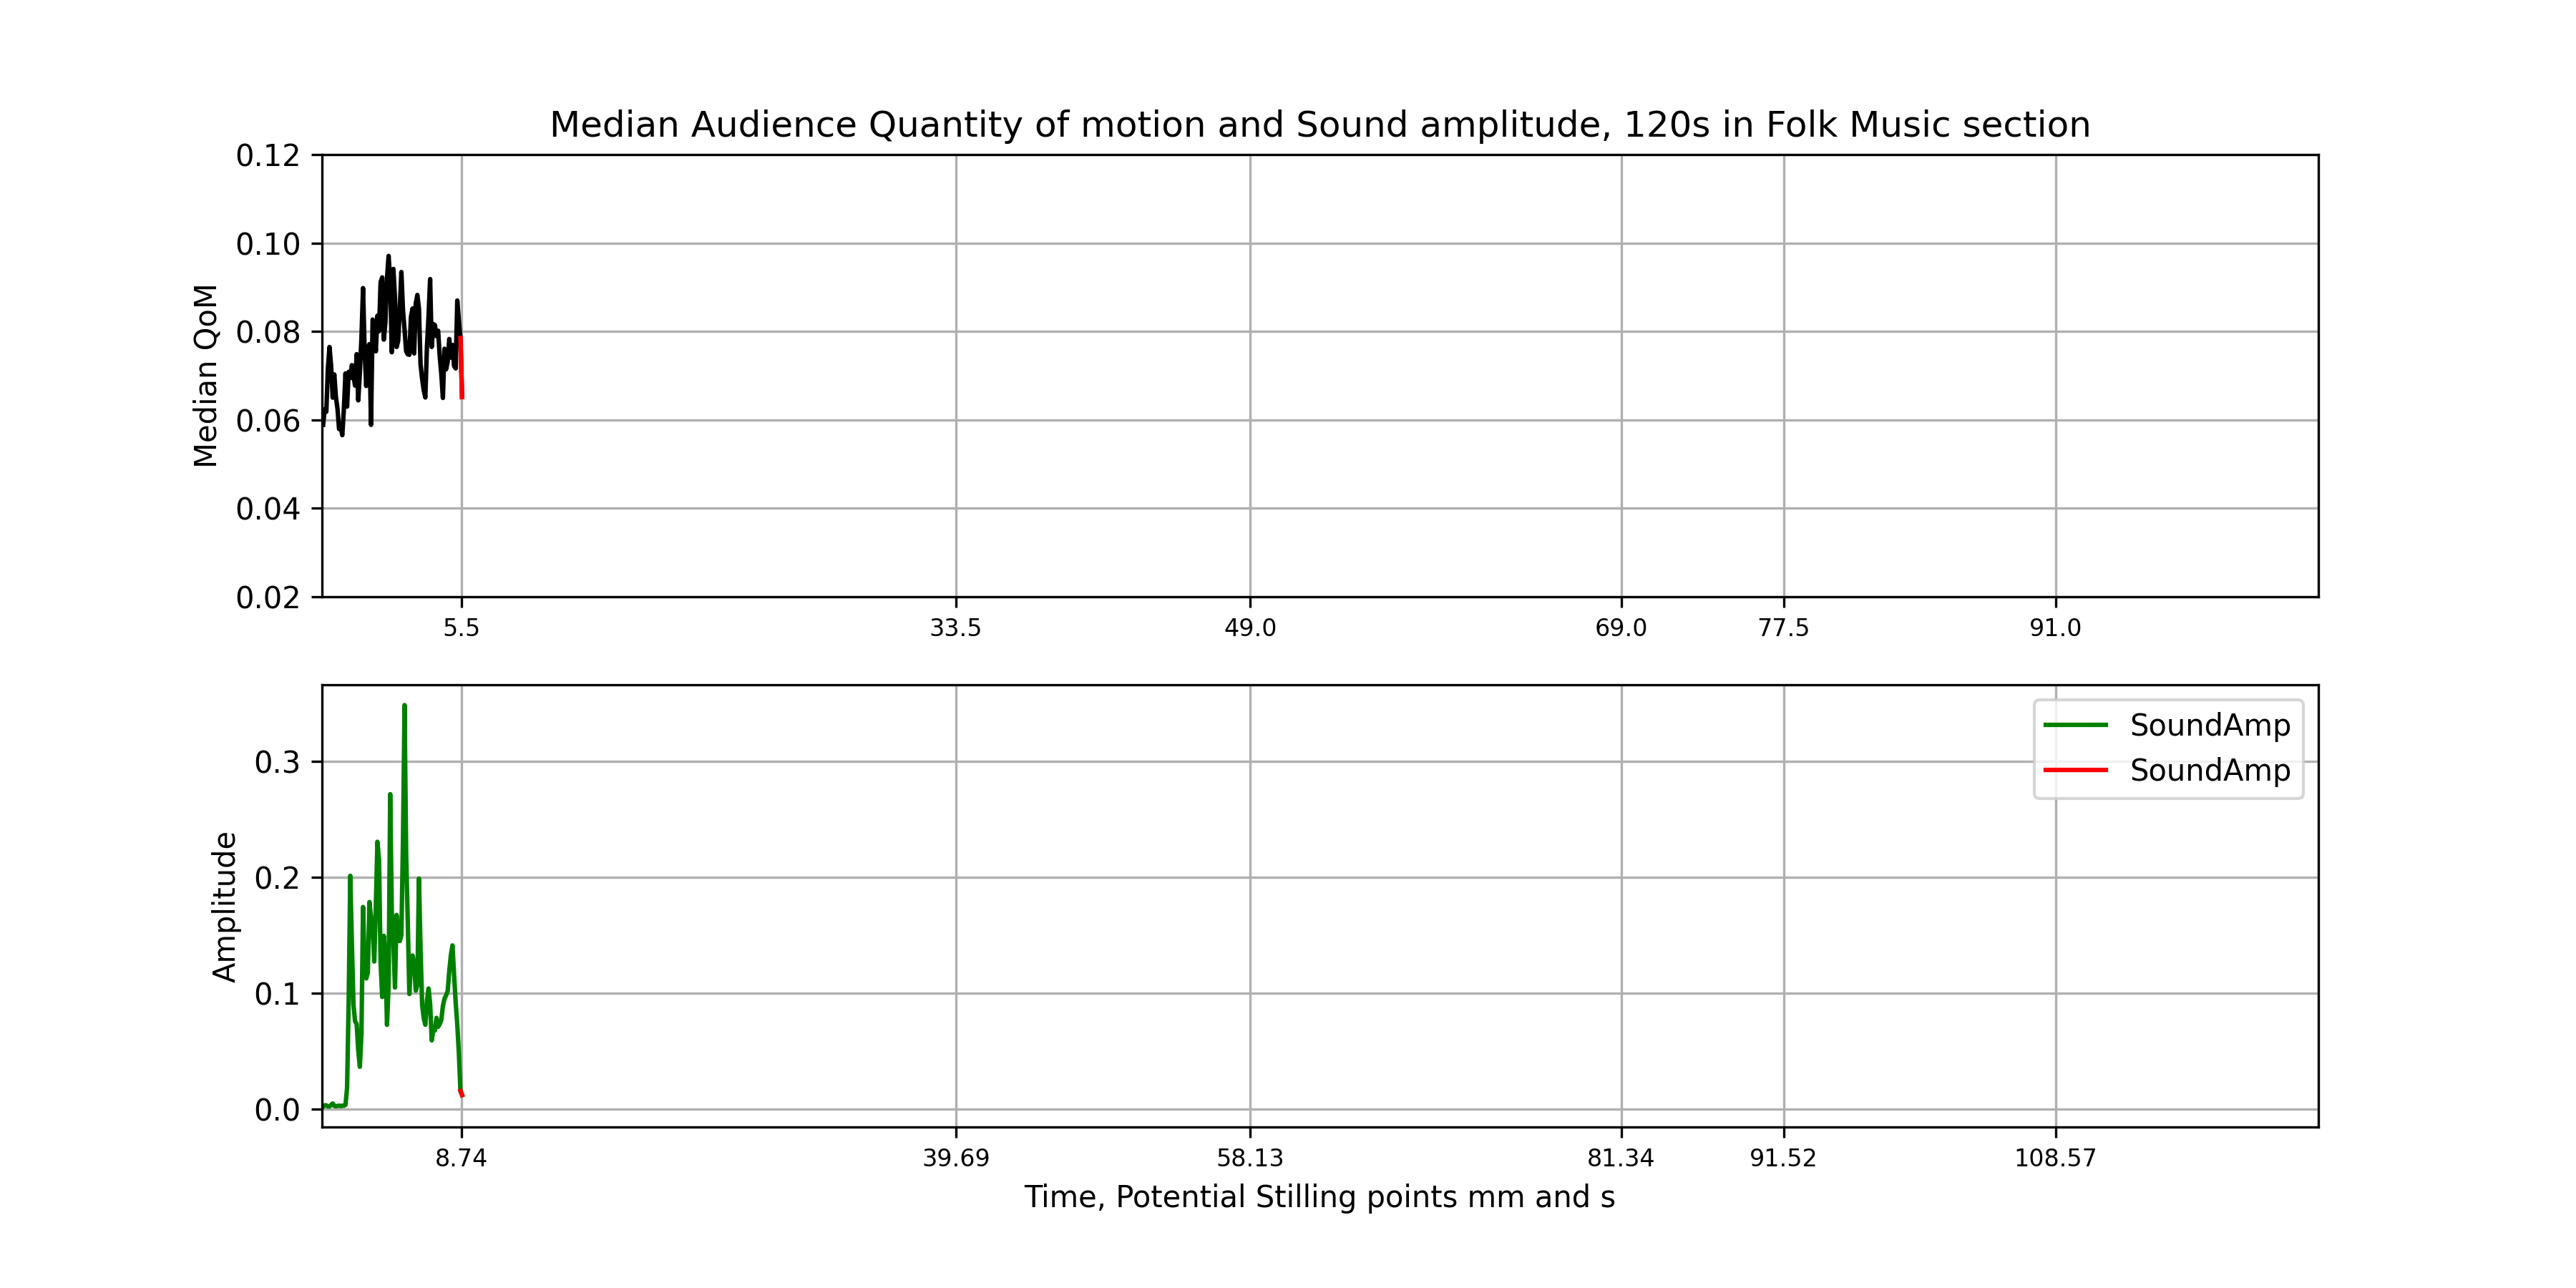 Median Audience Quantity of motion and Sound amplitude, 120s in Folk Music section
0.12
0.10
0.08
0.06
0.04
0.02
Median QoM
5.5 33.5 49.0 69.0 77.5 91.0
SoundAmp
SoundAmp
0.3
0.2
0.1
0.0
Amplitude
8.74 39.69 58.13 81.34 91.52 108.57
Time, Potential Stilling points mm and s